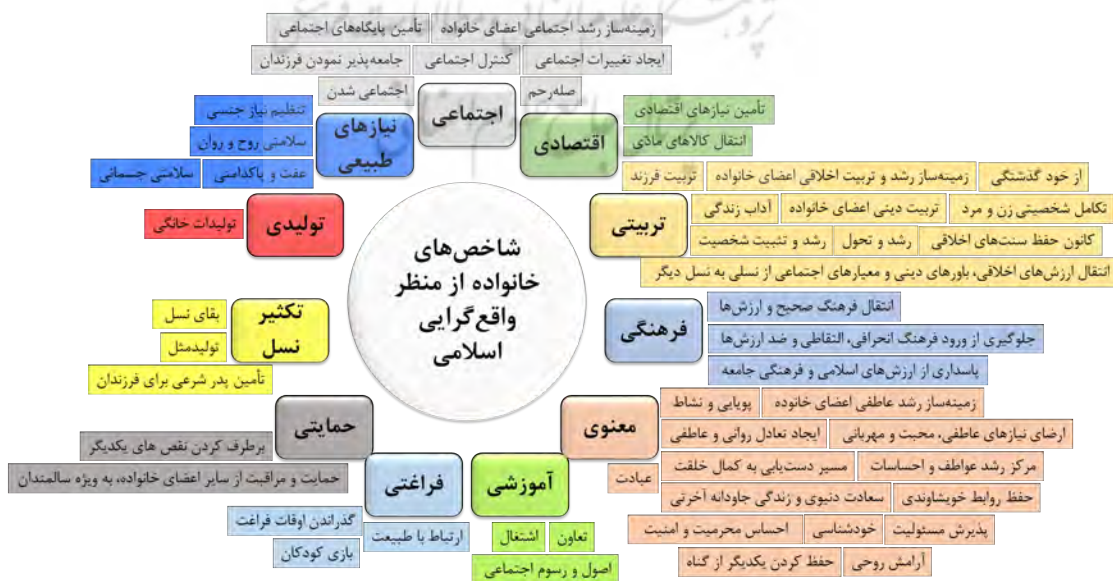 زمینه‌ساز رشد اجتماعی اعضای خانواده
تأمین پایگاه‌های اجتماعی
ایجاد تغییرات اجتماعی
کنترل اجتماعی
جامعه‌پذیر نمودن فرزندان
صله‌رحم
اجتماعی شدن
اجتماعی
اقتصادی
تأمین نیازهای اقتصادی
انتقال کالاهای مادّی
تربیتی
از خود گذشتگی
زمینه‌ساز رشد و تربیت اخلاقی اعضای خانواده
تربیت فرزند
تکامل شخصیتی زن و مرد
تربیت دینی اعضای خانواده
آداب زندگی
کانون حفظ سنت‌های اخلاقی
رشد و تحول
رشد و تثبیت شخصیت
انتقال ارزش‌های اخلاقی، باورهای دینی و معیارهای اجتماعی از نسلی به نسل دیگر
فرهنگی
انتقال فرهنگ صحیح و ارزش‌ها
جلوگیری از ورود فرهنگ انحرافی، التقاطی و ضد ارزش‌ها
پاسداری از ارزش‌های اسلامی و فرهنگی جامعه
معنوی
زمینه‌ساز رشد عاطفی اعضای خانوده
پویایی و نشاط
ارضای نیازهای عاطفی، محبت و مهربانی
ایجاد تعادل روانی و عاطفی
مرکز رشد عواطف و احساسات
مسیر دست‌یابی به کمال خلقت
عبادت
حفظ روابط خویشاوندی
سعادت دنیوی و زندگی جاودانه آخرتی
پذیرش مسئولیت
خودشناسی
احساس محرمیت و امنیت
آرامش روحی
حفظ کردن یکدیگر از گناه
آموزشی
تعاون
اشتغال
اصول و رسوم اجتماعی
فراغتی
ارتباط با طبیعت
گذراندن اوقات فراغت
بازی کودکان
حمایتی
برطرف کردن نقص های یکدیگر
حمایت و مراقبت از سایر اعضای خانواده، به ویژه سالمندان
تکثیر
نسل
بقای نسل
تولیدمثل
تأمین پدر شرعی برای فرزندان
تولیدی
تولیدات خانگی
نیازهای
طبیعی
تنظیم نیاز جنسی
سلامتی روح و روان
عفت و پاکدامنی
سلامتی جسمانی
شاخص‌های
خانواده از منظر
واقع‌گرایی
اسلامی